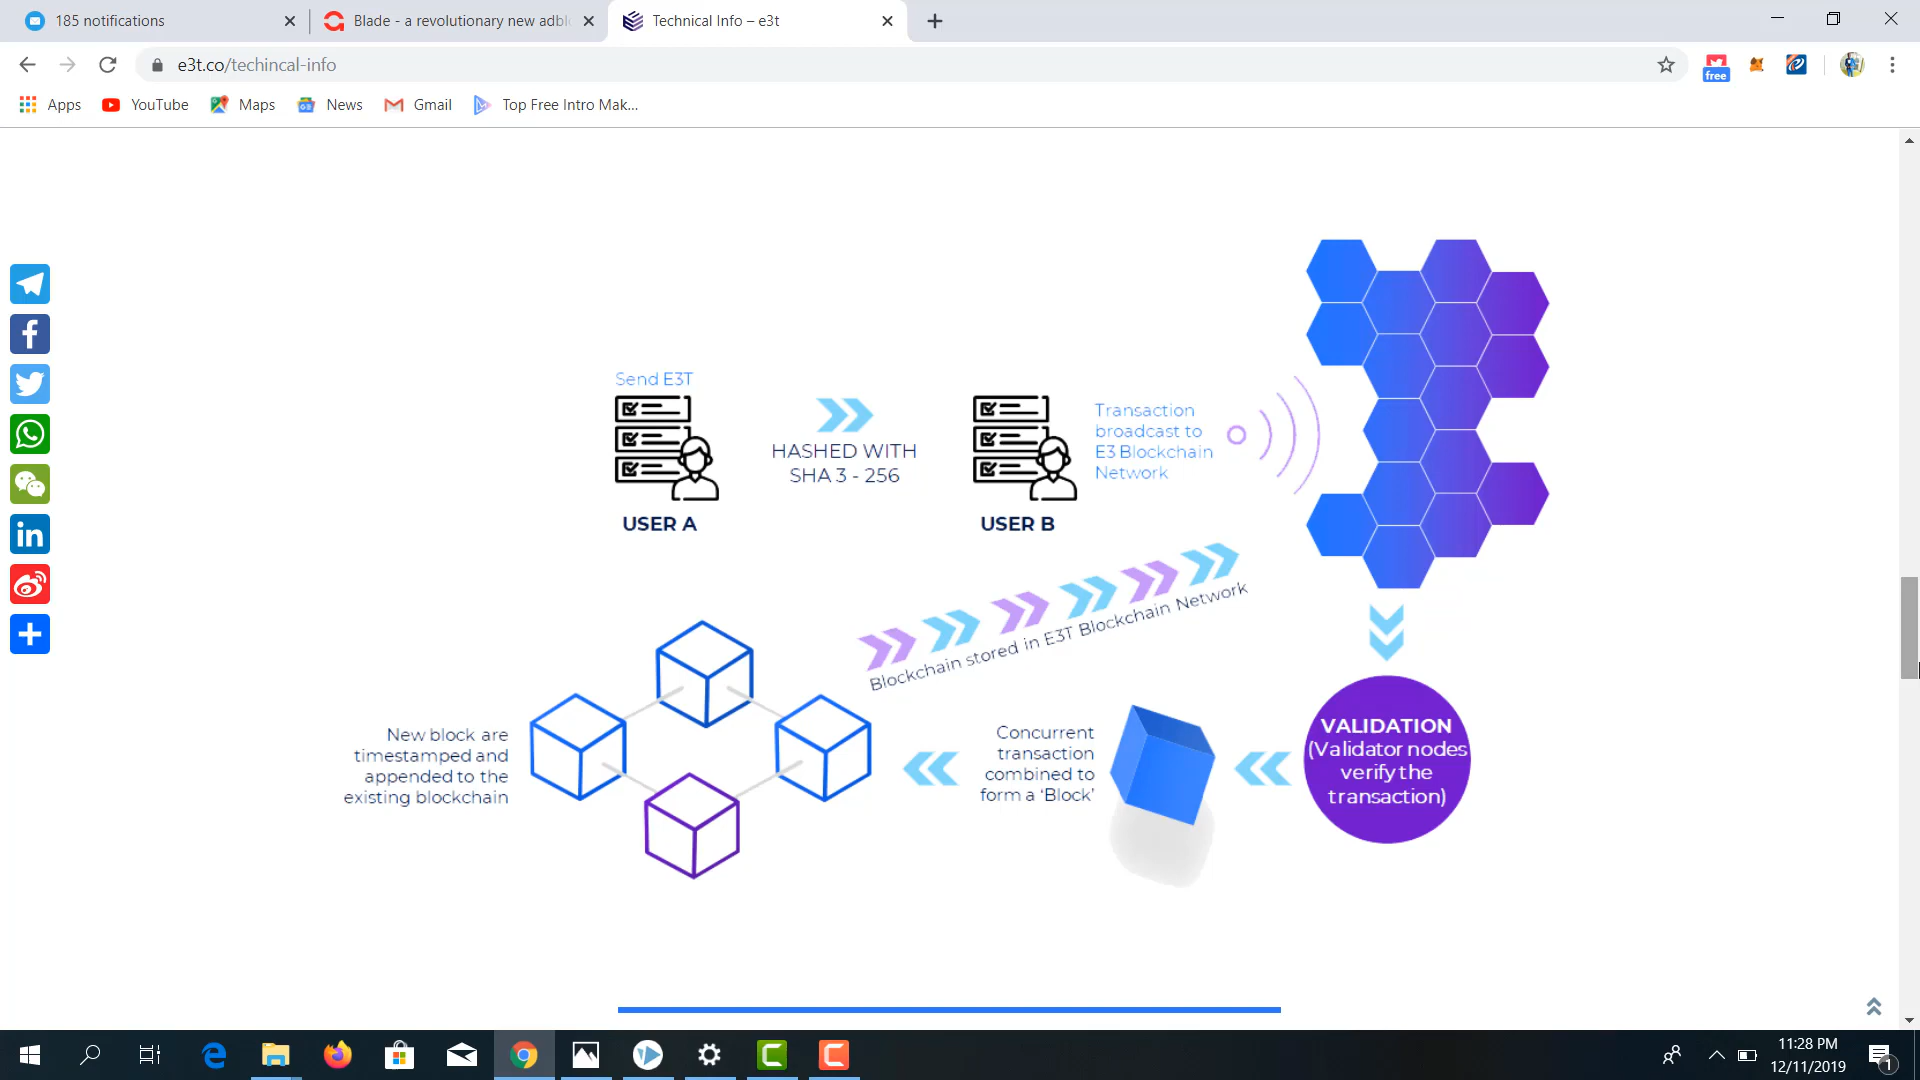 185 notifications
Blade - a revolutionary new adbl
Technical Info – e3t
e3t.co/techincal-info
free
Apps
YouTube
Maps
News
Gmail
Top Free Intro Mak...
Send E3T
HASHED WITH
SHA 3 - 256
USER A
USER B
Transaction
broadcast to
E3 Blockchain
Network
Blockchain stored in E3T Blockchain Network
New block are
timestamped and
appended to the
existing blockchain
Concurrent
transaction
combined to
form a ‘Block’
VALIDATION
(Validator nodes
verify the
transaction)
11:28 PM
12/11/2019
1